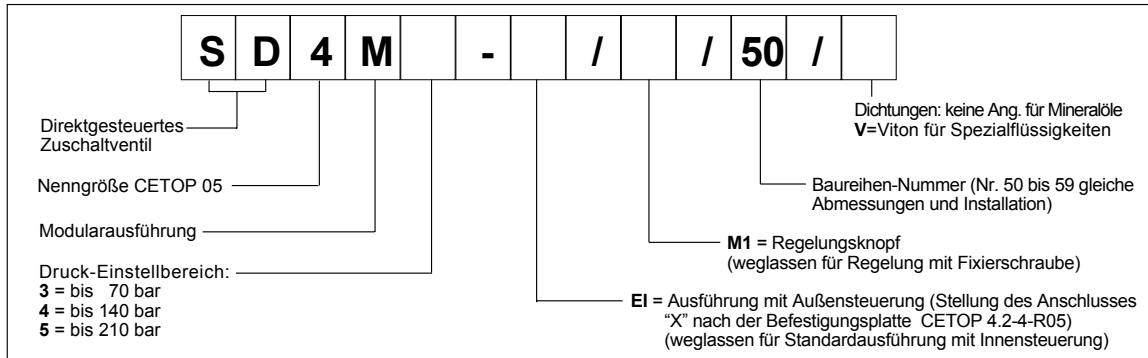 S D 4 M - / / 50 /
Direktgesteuertes
Zuschaltventil
Nenngröße CETOP 05
Modularausführung
Druck-Einstellbereich:
3 = bis 70 bar
4 = bis 140 bar
5 = bis 210 bar
Dichtungen: keine Ang. für Mineralöle
V=Viton für Spezialflüssigkeiten
Baureihen-Nummer (Nr. 50 bis 59 gleiche
Abmessungen und Installation)
M1 = Regelungsknopf
(weglassen für Regelung mit Fixierschraube)
EI = Ausführung mit Außensteuerung (Stellung des Anschlusses
"X" nach der Befestigungsplatte CETOP 4.2-4-R05)
(weglassen für Standardausführung mit Innensteuerung)